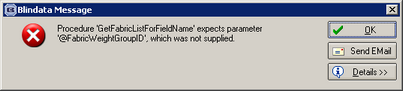 Blindata Message
Procedure 'GetFabricListForFieldName' expects parameter
'@FabricWeightGroupID', which was not supplied.
OK
Send EMail
Details >>